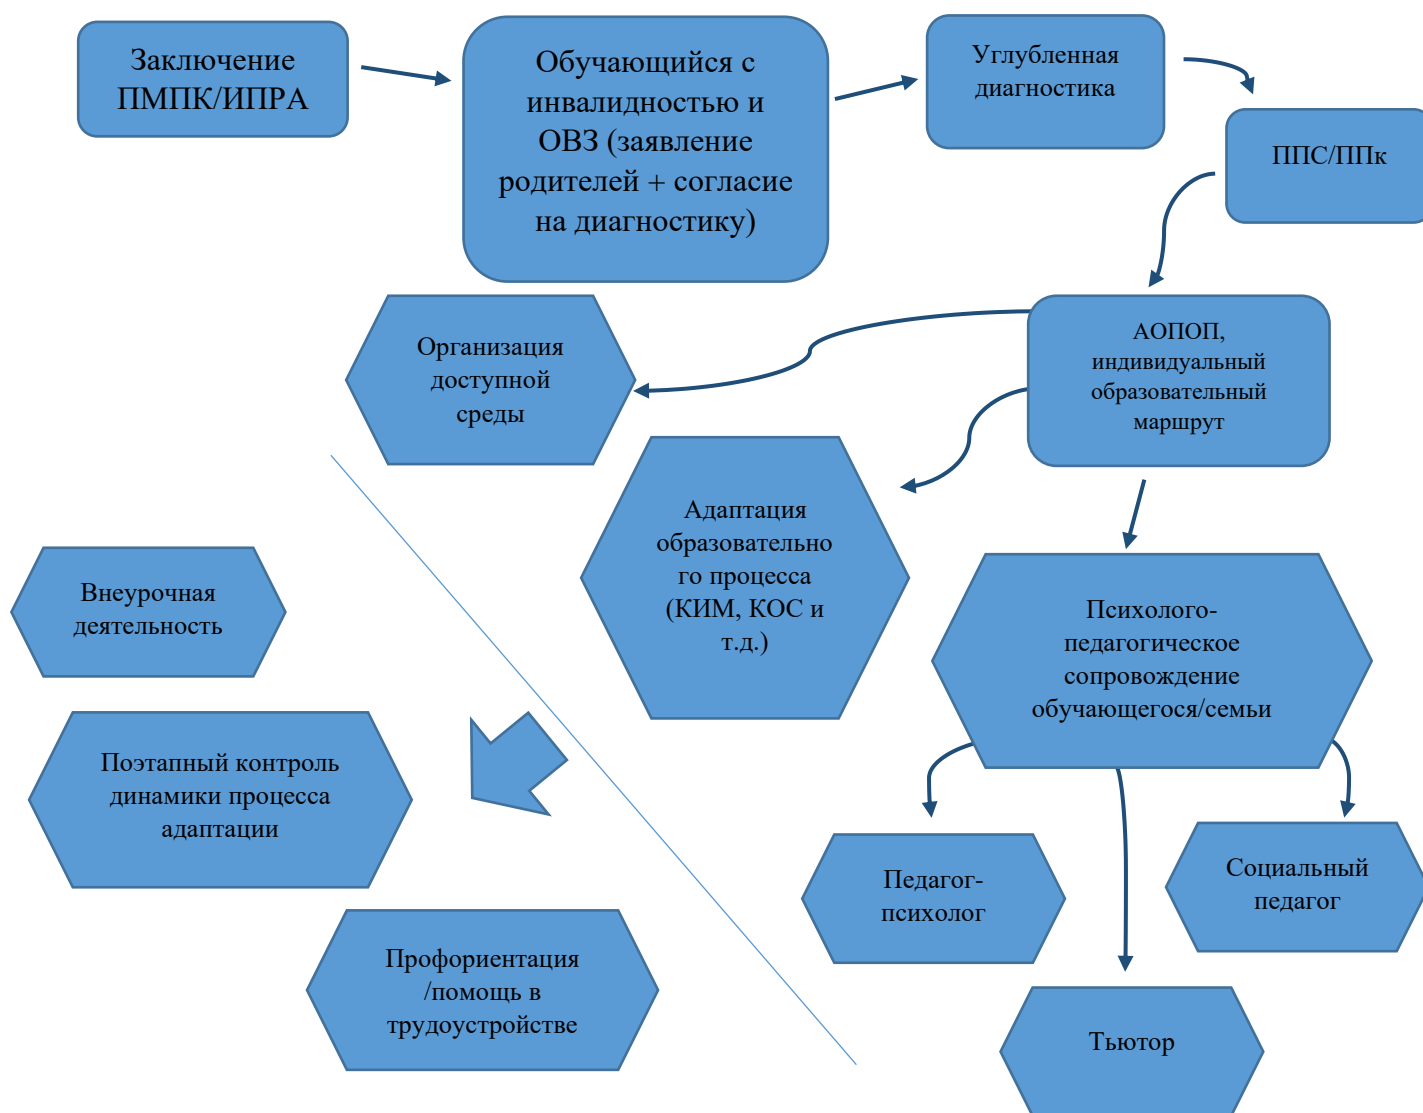 Заключение
ПМПК/ИПРА
Обучающийся с
инвалидностью и
ОВЗ (заявление
родителей + согласие
на диагностику)
Углубленная
диагностика
ППС/ППк
АОПОП,
индивидуальный
образовательный
маршрут
Организация
доступной
среды
Адаптация
образовательно
го процесса
(КИМ, КОС и
т.д.)
Психолого-
педагогическое
сопровождение
обучающегося/семьи
Внеурочная
деятельность
Поэтапный контроль
динамики процесса
адаптации
Профориентация
/помощь в
трудоустройстве
Педагог-
психолог
Социальный
педагог
Тьютор